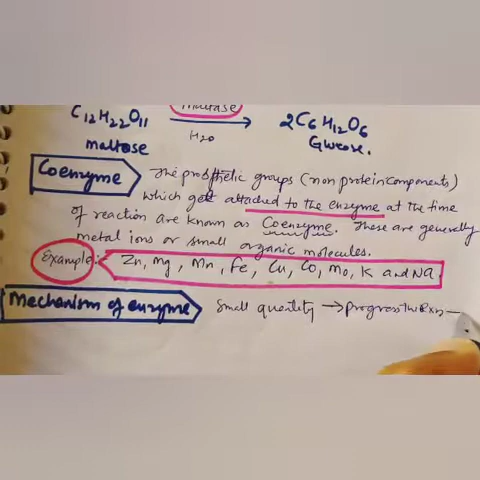 maltase
C12H22O11 → 2C6H12O6
H2O
maltose Glucose.
Coenzyme The prosthetic groups (non protein components)
which get attached to the enzyme at the time
of reaction are known as Coenzyme. These are generally
metal ions or small organic molecules.
Example: Zn, Mg, Mn, Fe, Cu, Co, Mo, K and Na.
Mechanism of enzyme Small quantity → progress the Rxn —